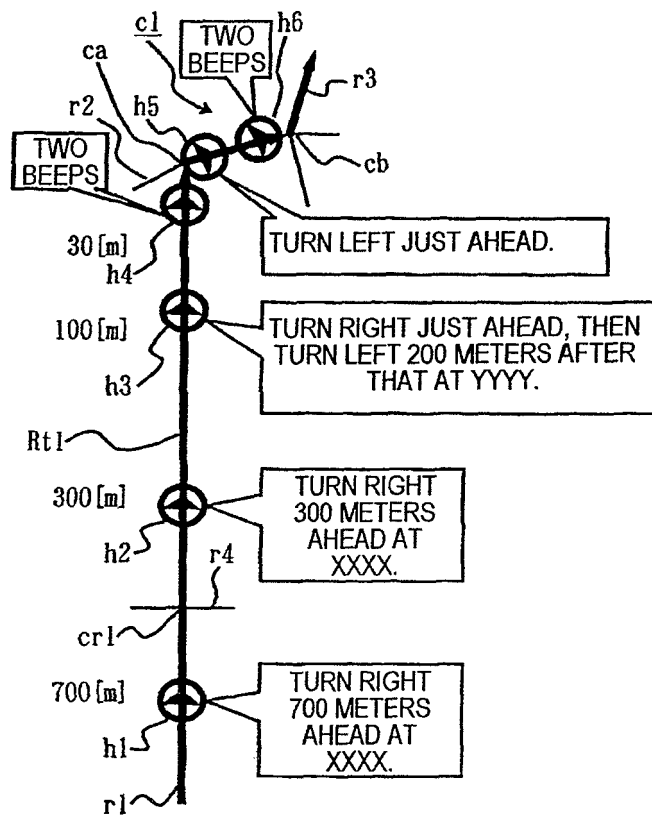 c1
h6
TWO
BEEPS
ca
r3
r2
h5
TWO
BEEPS
cb
30[m]
h4
TURN LEFT JUST AHEAD.
100[m]
h3
TURN RIGHT JUST AHEAD, THEN
TURN LEFT 200 METERS AFTER
THAT AT YYYY.
Rt1
300[m]
h2
TURN RIGHT
300 METERS
AHEAD AT
XXXX.
r4
cr1
700[m]
h1
TURN RIGHT
700 METERS
AHEAD AT
XXXX.
r1